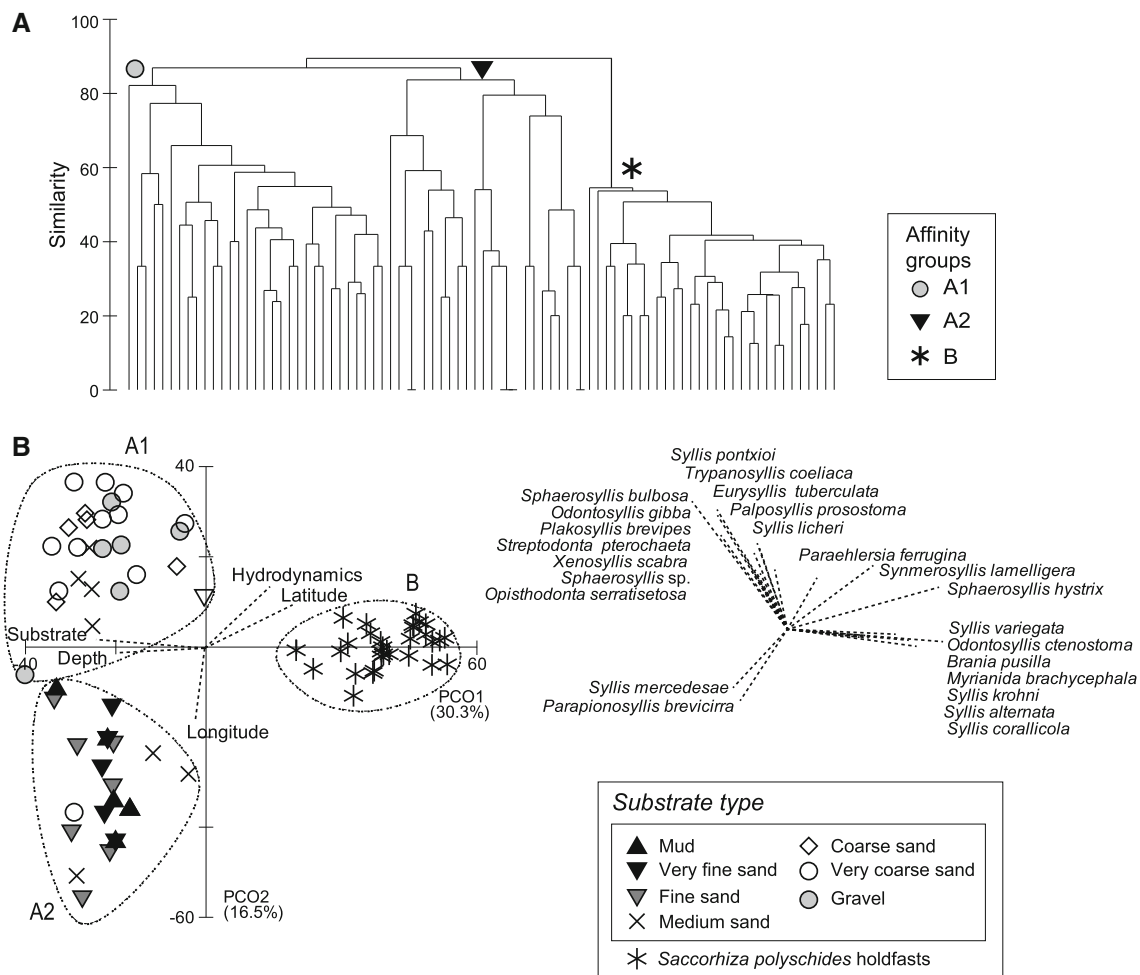 A
100
80
60
40
20
0
Similarity
Affinity
groups
A1
A2
B
B
A1
40
Hydrodynamics
Latitude
B
Substrate
Depth
-40
60
PCO1
(30.3%)
Longitude
A2
PCO2
(16.5%)
-60
Syllis pontxioi
Trypanosyllis coeliaca
Sphaerosyllis bulbosa
Eurysyllis tuberculata
Odontosyllis gibba
Palposyllis prosostoma
Plakosyllis brevipes
Syllis licheri
Streptodonta pterochaeta
Xenosyllis scabra
Paraehlersia ferrugina
Sphaerosyllis sp.
Synmerosyllis lamelligera
Opisthodonta serratisetosa
Sphaerosyllis hystrix
Syllis variegata
Odontosyllis ctenostoma
Brania pusilla
Myrianida brachycephala
Syllis krohni
Syllis alternata
Syllis corallicola
Syllis mercedesae
Parapionosyllis brevicirra
Substrate type
Mud
Very fine sand
Fine sand
Medium sand
Coarse sand
Very coarse sand
Gravel
Saccorhiza polyschides holdfasts